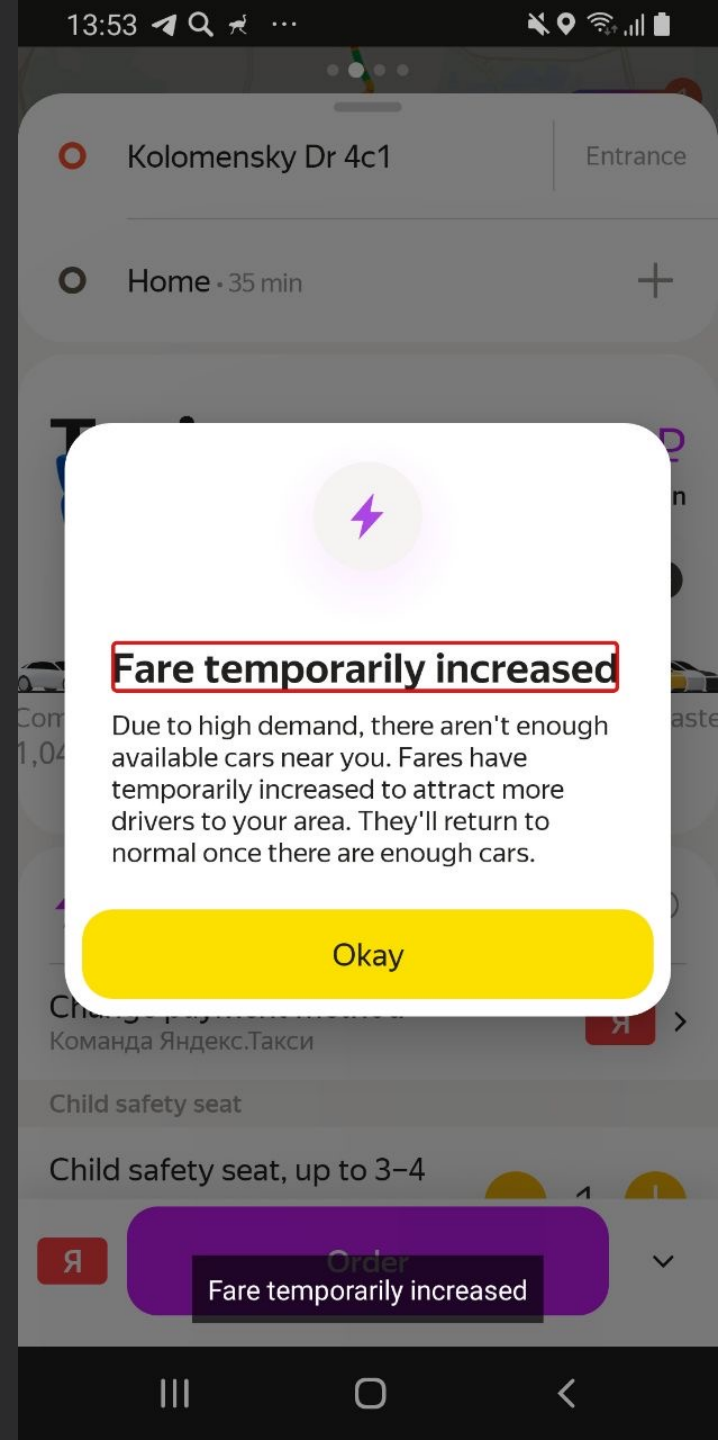 13:53
Kolomensky Dr 4c1
Entrance
Home • 35 min
Fare temporarily increased
Due to high demand, there aren't enough
available cars near you. Fares have
temporarily increased to attract more
drivers to your area. They'll return to
normal once there are enough cars.
Okay
Команда Яндекс.Такси
Я
Child safety seat
Child safety seat, up to 3–4
1
Я
Order
Fare temporarily increased